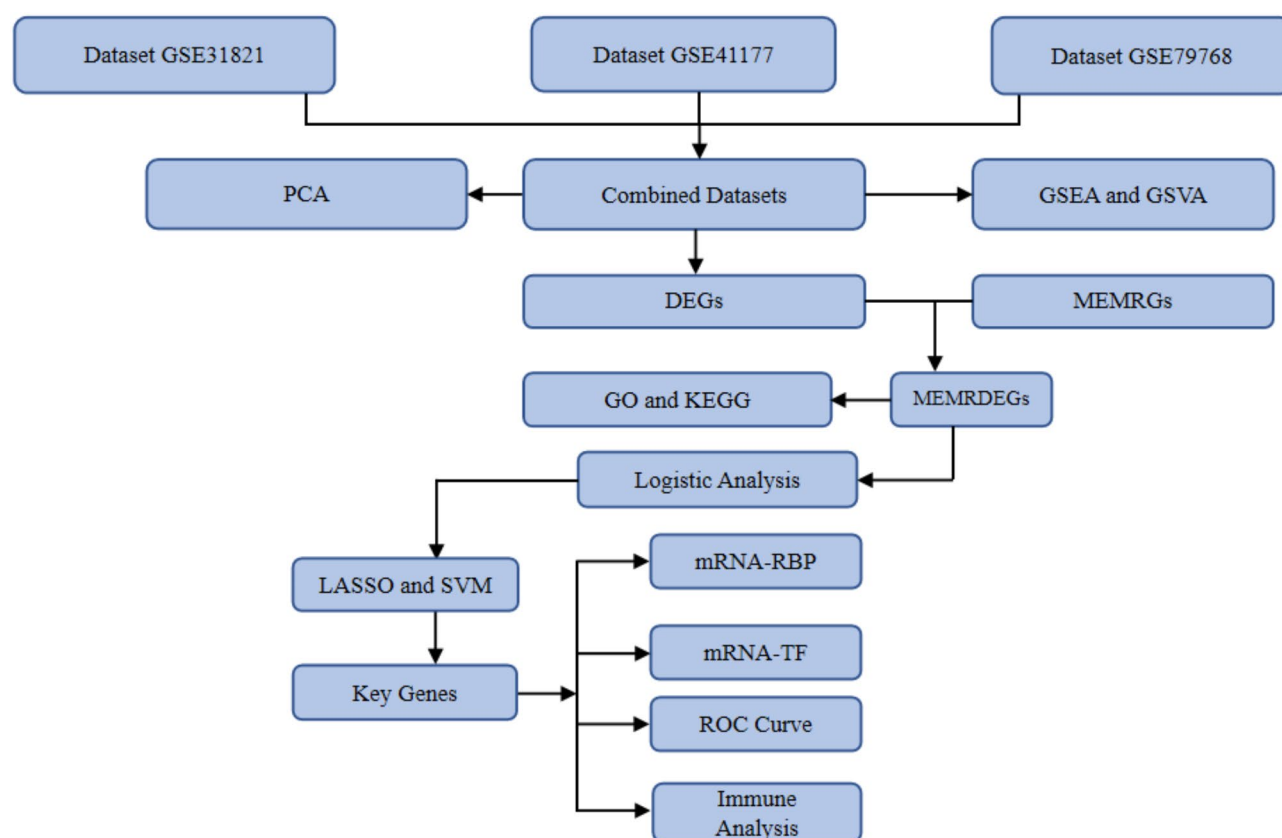 Dataset GSE31821
Dataset GSE41177
Dataset GSE79768
PCA
Combined Datasets
GSEA and GSVA
DEGs
MEMRGs
GO and KEGG
MEMRDEGs
Logistic Analysis
mRNA-RBP
LASSO and SVM
mRNA-TF
Key Genes
ROC Curve
Immune
Analysis